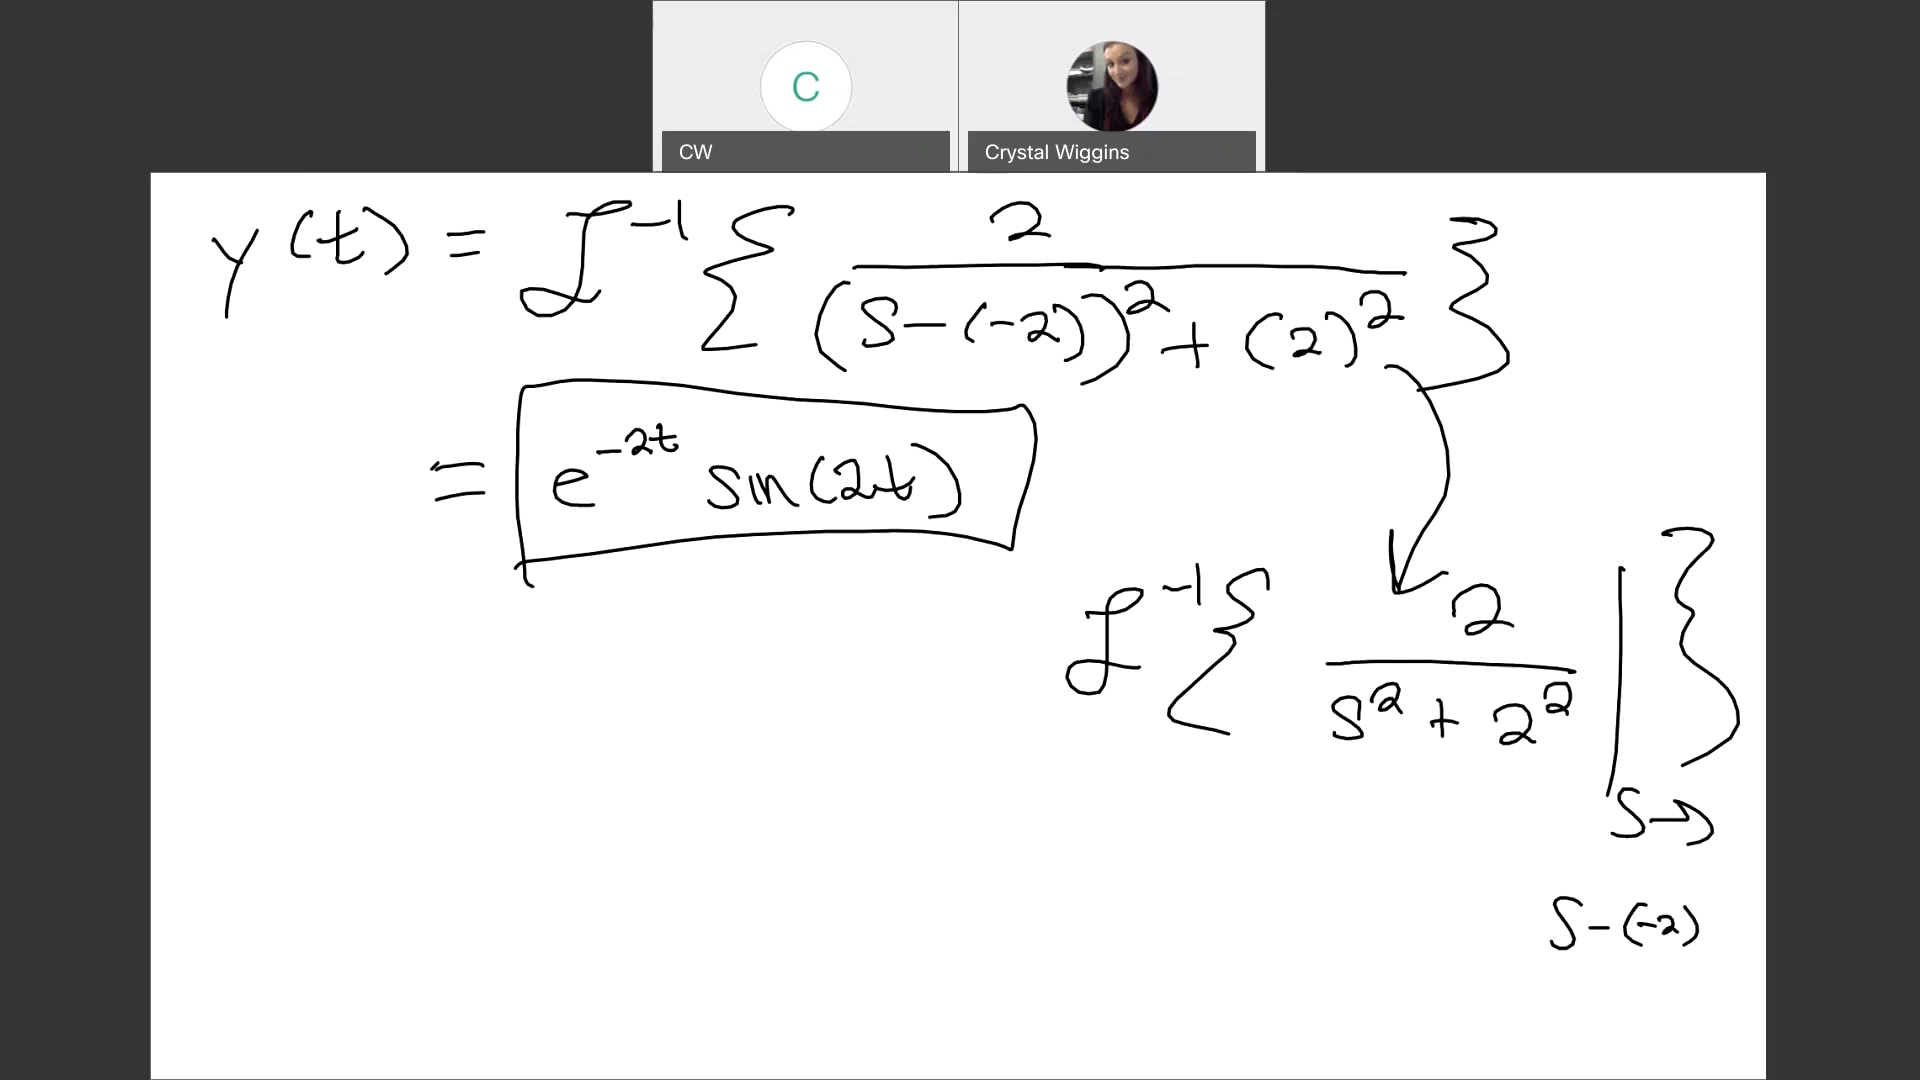 C
CW
Crystal Wiggins
y(t) = ℒ⁻¹ { 2 / ((s-(-2))² + (2)²) }
= e^(-2t) sin(2t)
ℒ⁻¹ { 2 / (s² + 2²) | s→ s-(-2) }